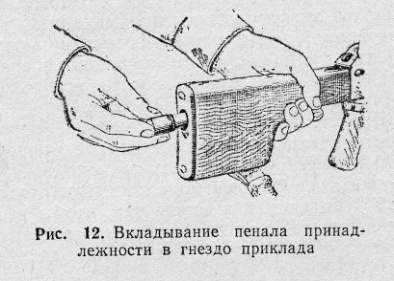 Рис. 12. Вкладывание пенала принад-
лежности в гнездо приклада